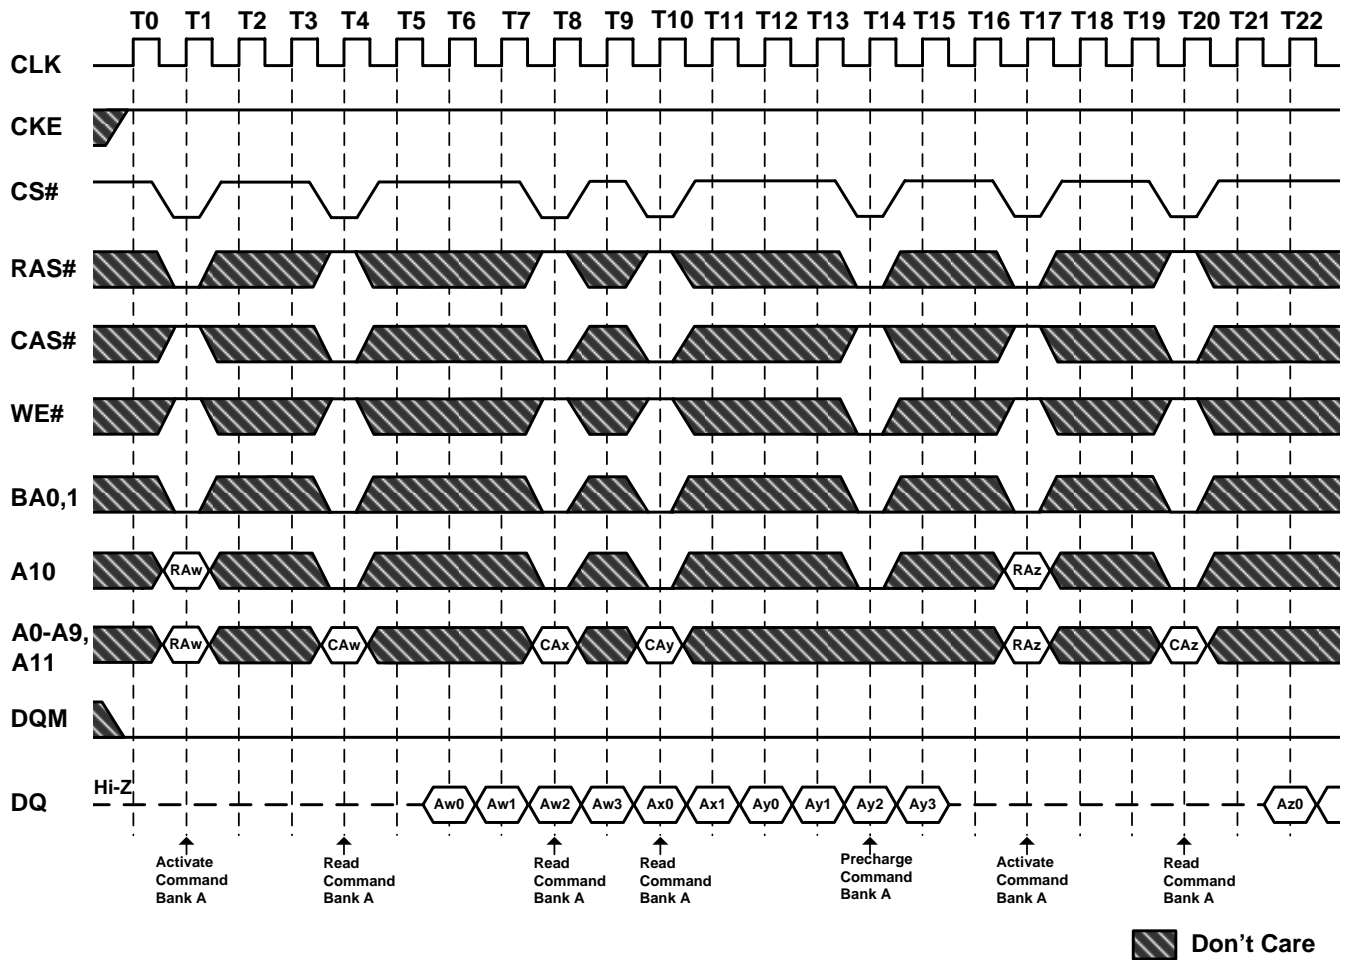 T0 T1 T2 T3 T4 T5 T6 T7 T8 T9 T10 T11 T12 T13 T14 T15 T16 T17 T18 T19 T20 T21 T22
CLK
CKE
CS#
RAS#
CAS#
WE#
BA0,1
A10 RAw RAz
A0-A9,
A11
RAw CAw CAx CAy RAz CAz
DQM
Hi-Z
DQ Aw0 Aw1 Aw2 Aw3 Ax0 Ax1 Ay0 Ay1 Ay2 Ay3 Az0
Activate
Command
Bank A
Read
Command
Bank A
Read
Command
Bank A
Read
Command
Bank A
Precharge
Command
Bank A
Activate
Command
Bank A
Read
Command
Bank A
Don't Care